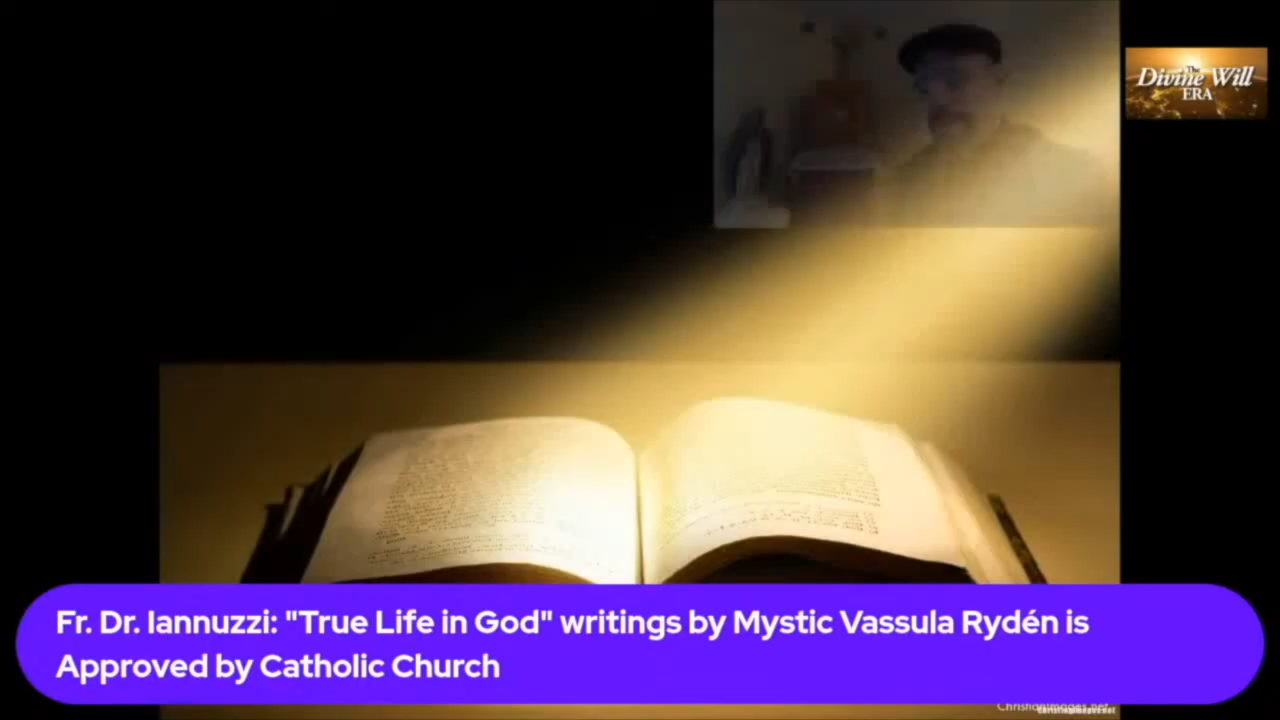 The
Divine Will
ERA
Fr. Dr. Iannuzzi: "True Life in God" writings by Mystic Vassula Rydén is
Approved by Catholic Church